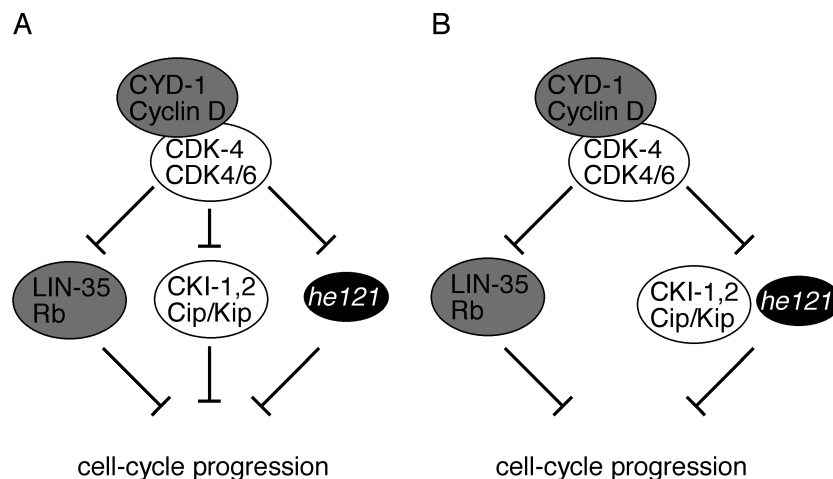 A
CYD-1
Cyclin D
CDK-4
CDK4/6
LIN-35
Rb
CKI-1,2
Cip/Kip
he121
cell-cycle progression
B
CYD-1
Cyclin D
CDK-4
CDK4/6
LIN-35
Rb
CKI-1,2
Cip/Kip
he121
cell-cycle progression